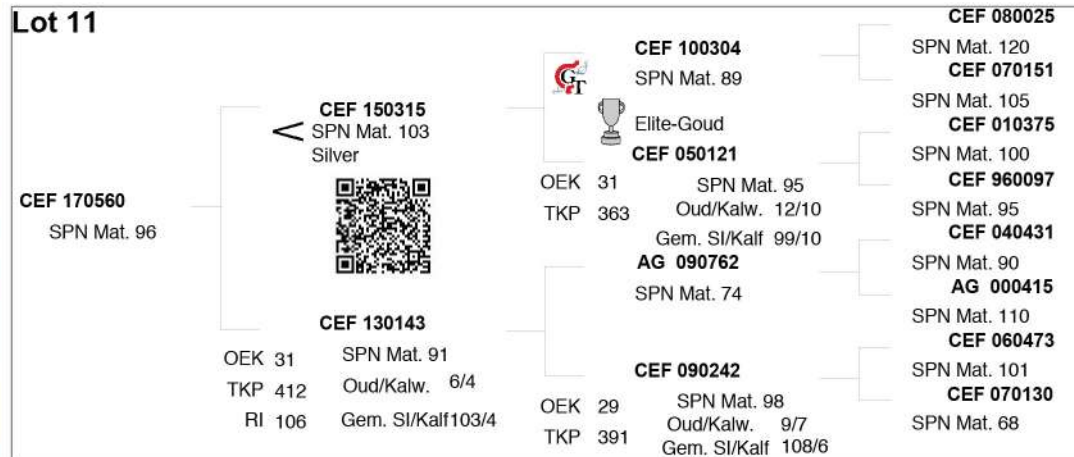 Lot 11
CEF 170560
SPN Mat. 96
CEF 150315
SPN Mat. 103
Silver
CEF 130143
OEK 31 SPN Mat. 91
TKP 412 Oud/Kalw. 6/4
RI 106 Gem. SI/Kalf103/4
GT
CEF 100304
SPN Mat. 89
Elite-Goud
CEF 050121
OEK 31 SPN Mat. 95
TKP 363 Oud/Kalw. 12/10
Gem. SI/Kalf 99/10
AG 090762
SPN Mat. 74
CEF 090242
OEK 29 SPN Mat. 98
TKP 391 Oud/Kalw. 9/7
Gem. SI/Kalf 108/6
CEF 080025
SPN Mat. 120
CEF 070151
SPN Mat. 105
CEF 010375
SPN Mat. 100
CEF 960097
SPN Mat. 95
CEF 040431
SPN Mat. 90
AG 000415
SPN Mat. 110
CEF 060473
SPN Mat. 101
CEF 070130
SPN Mat. 68